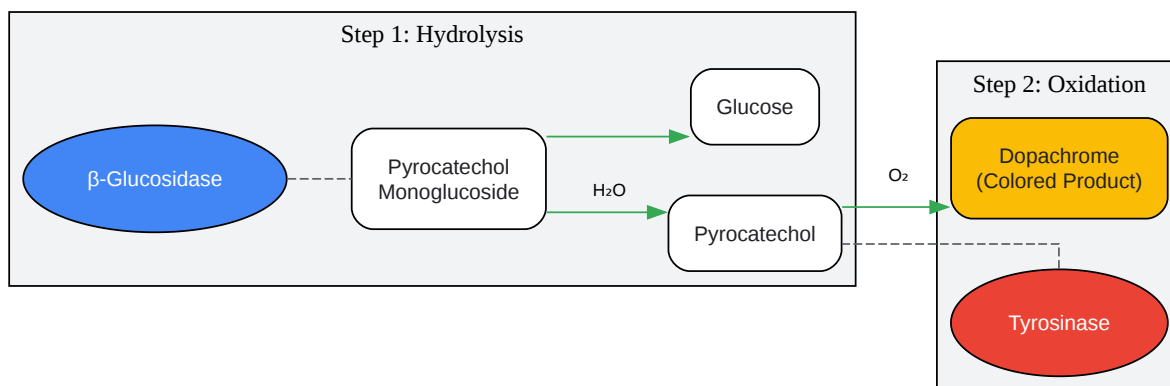 Step 1: Hydrolysis
β-Glucosidase
Pyrocatechol
Monoglucoside
Glucose
H₂O
Pyrocatechol
O₂
Step 2: Oxidation
Dopachrome
(Colored Product)
Tyrosinase